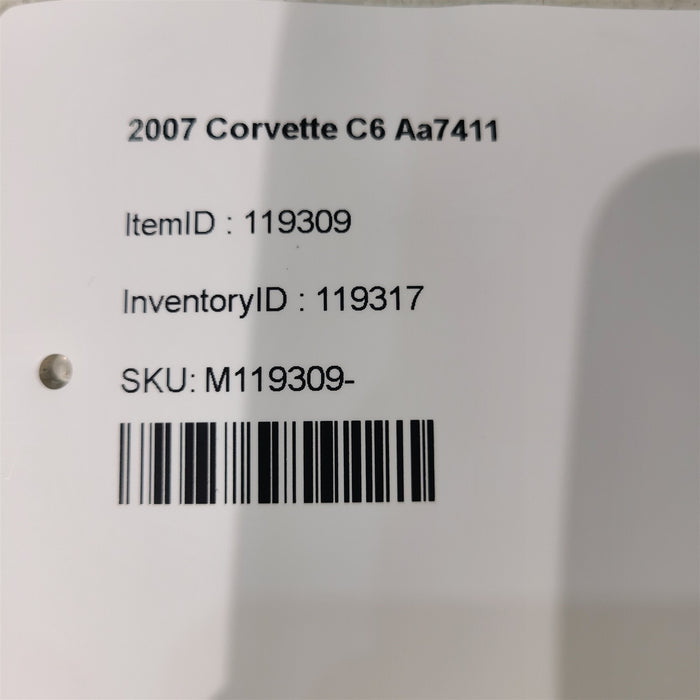 2007 Corvette C6 Aa7411
ItemID : 119309
InventoryID : 119317
SKU: M119309-